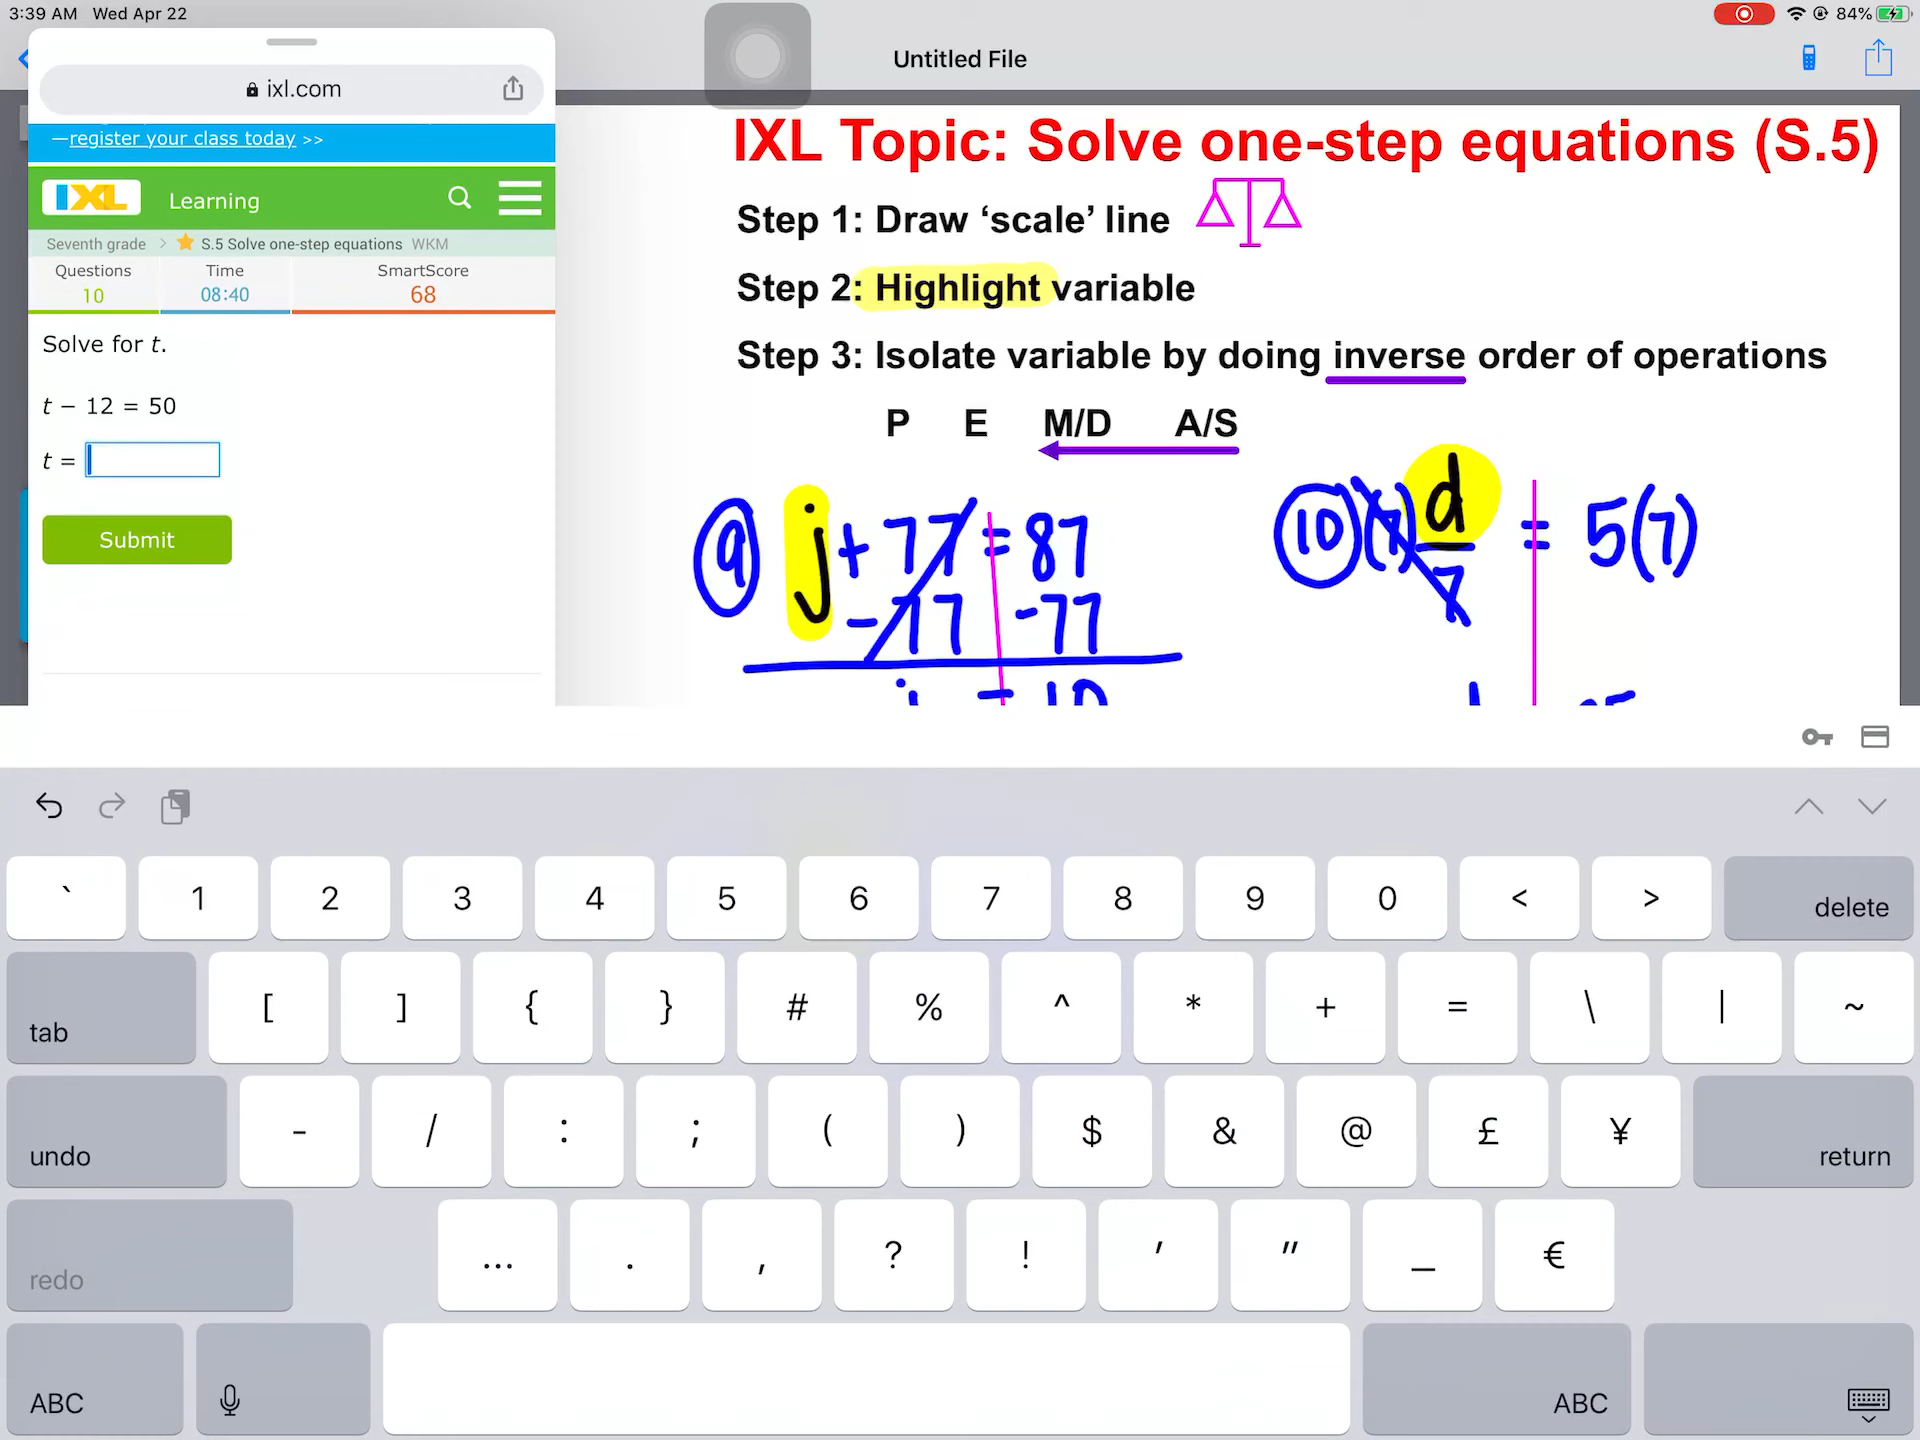 3:39 AM Wed Apr 22
84%
Untitled File
ixl.com
—register your class today >>
IXL Learning
Seventh grade > S.5 Solve one-step equations WKM
Questions Time SmartScore
10 08:40 68
Solve for t.
t − 12 = 50
t =
Submit
IXL Topic: Solve one-step equations (S.5)
Step 1: Draw ‘scale’ line
Step 2: Highlight variable
Step 3: Isolate variable by doing inverse order of operations
P E M/D A/S
9 j + 77 = 87
-77 -77
j = 10
10 (7) d = 5(7)
7
` 1 2 3 4 5 6 7 8 9 0 < > delete
tab [ ] { } # % ^ * + = \ | ~
undo - / : ; ( ) $ & @ £ ¥ return
redo ... . , ? ! ' " _ €
ABC ABC